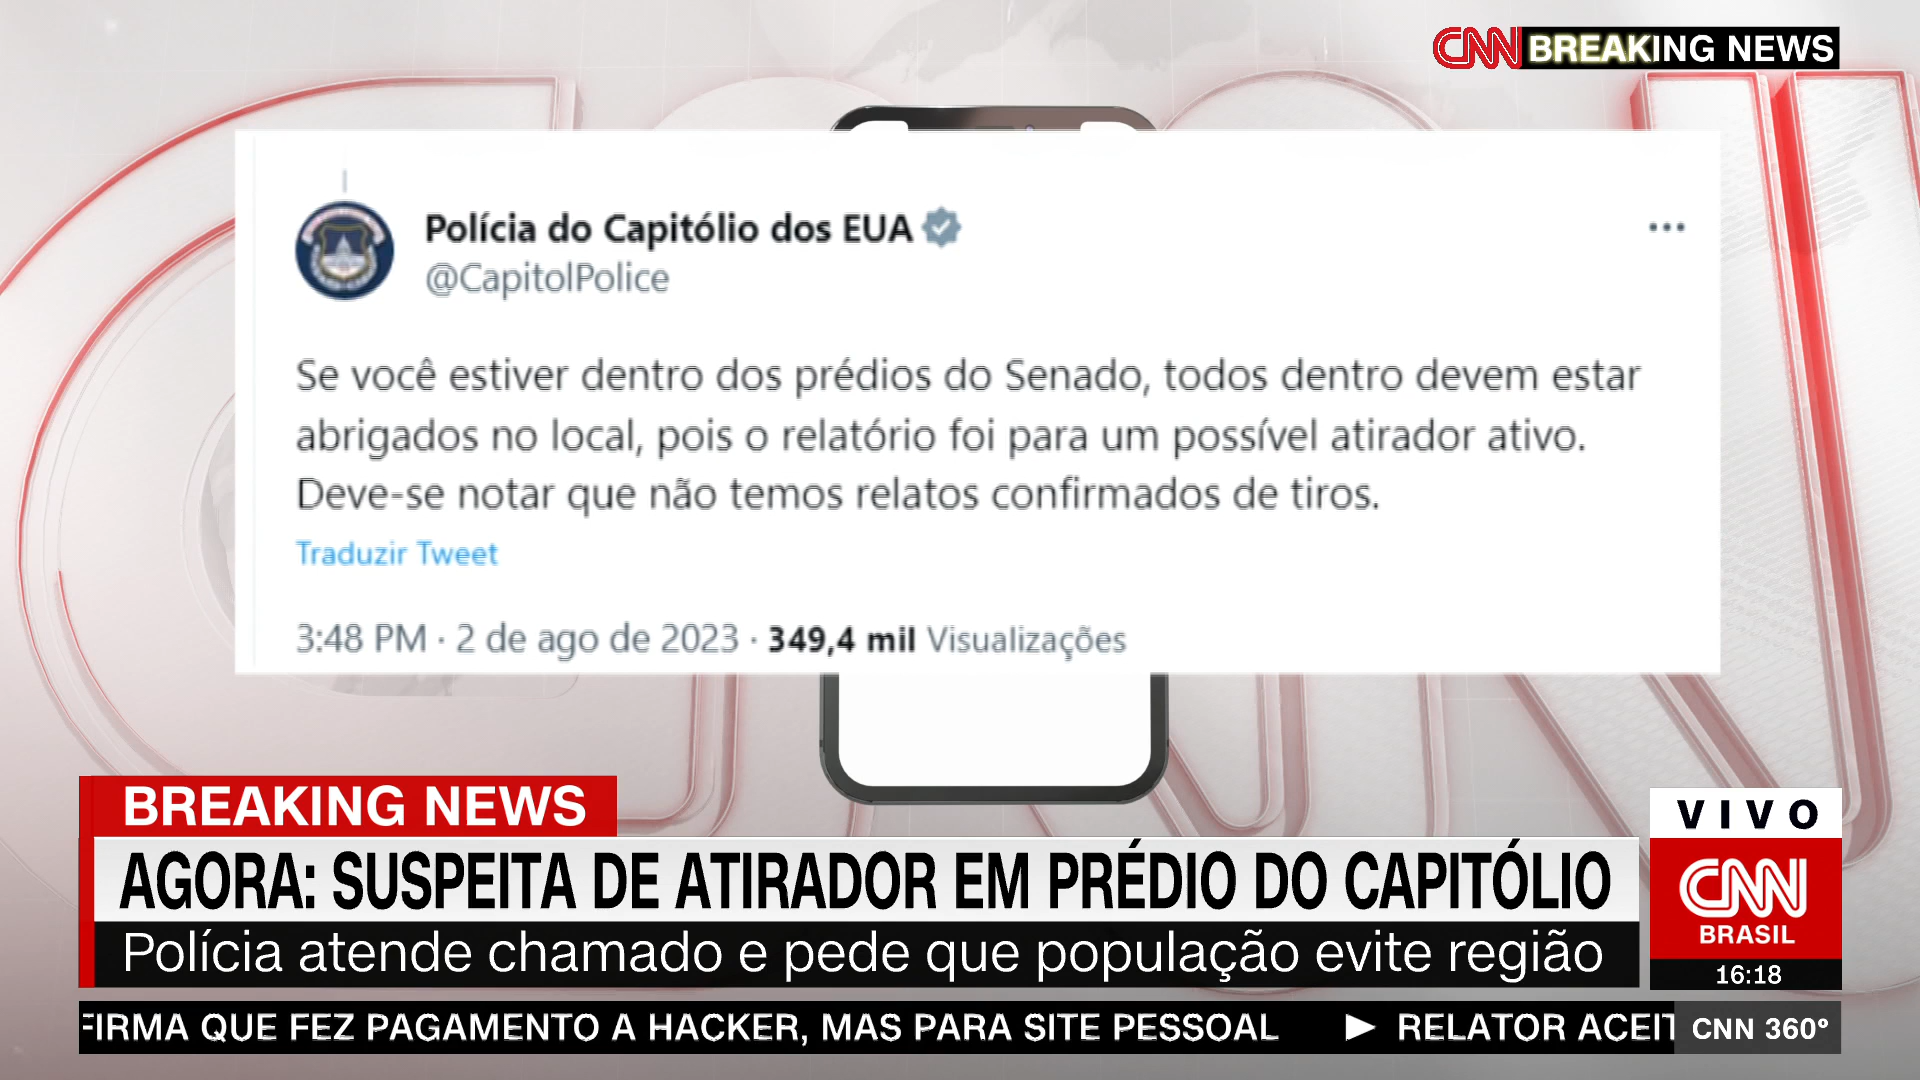 CNN BREAKING NEWS
Polícia do Capitólio dos EUA
@CapitolPolice
Se você estiver dentro dos prédios do Senado, todos dentro devem estar
abrigados no local, pois o relatório foi para um possível atirador ativo.
Deve-se notar que não temos relatos confirmados de tiros.
Traduzir Tweet
3:48 PM · 2 de ago de 2023 · 349,4 mil Visualizações
BREAKING NEWS
AGORA: SUSPEITA DE ATIRADOR EM PRÉDIO DO CAPITÓLIO
Polícia atende chamado e pede que população evite região
VIVO
CNN
BRASIL
16:18
FIRMA QUE FEZ PAGAMENTO A HACKER, MAS PARA SITE PESSOAL ▶ RELATOR ACEIT
CNN 360°